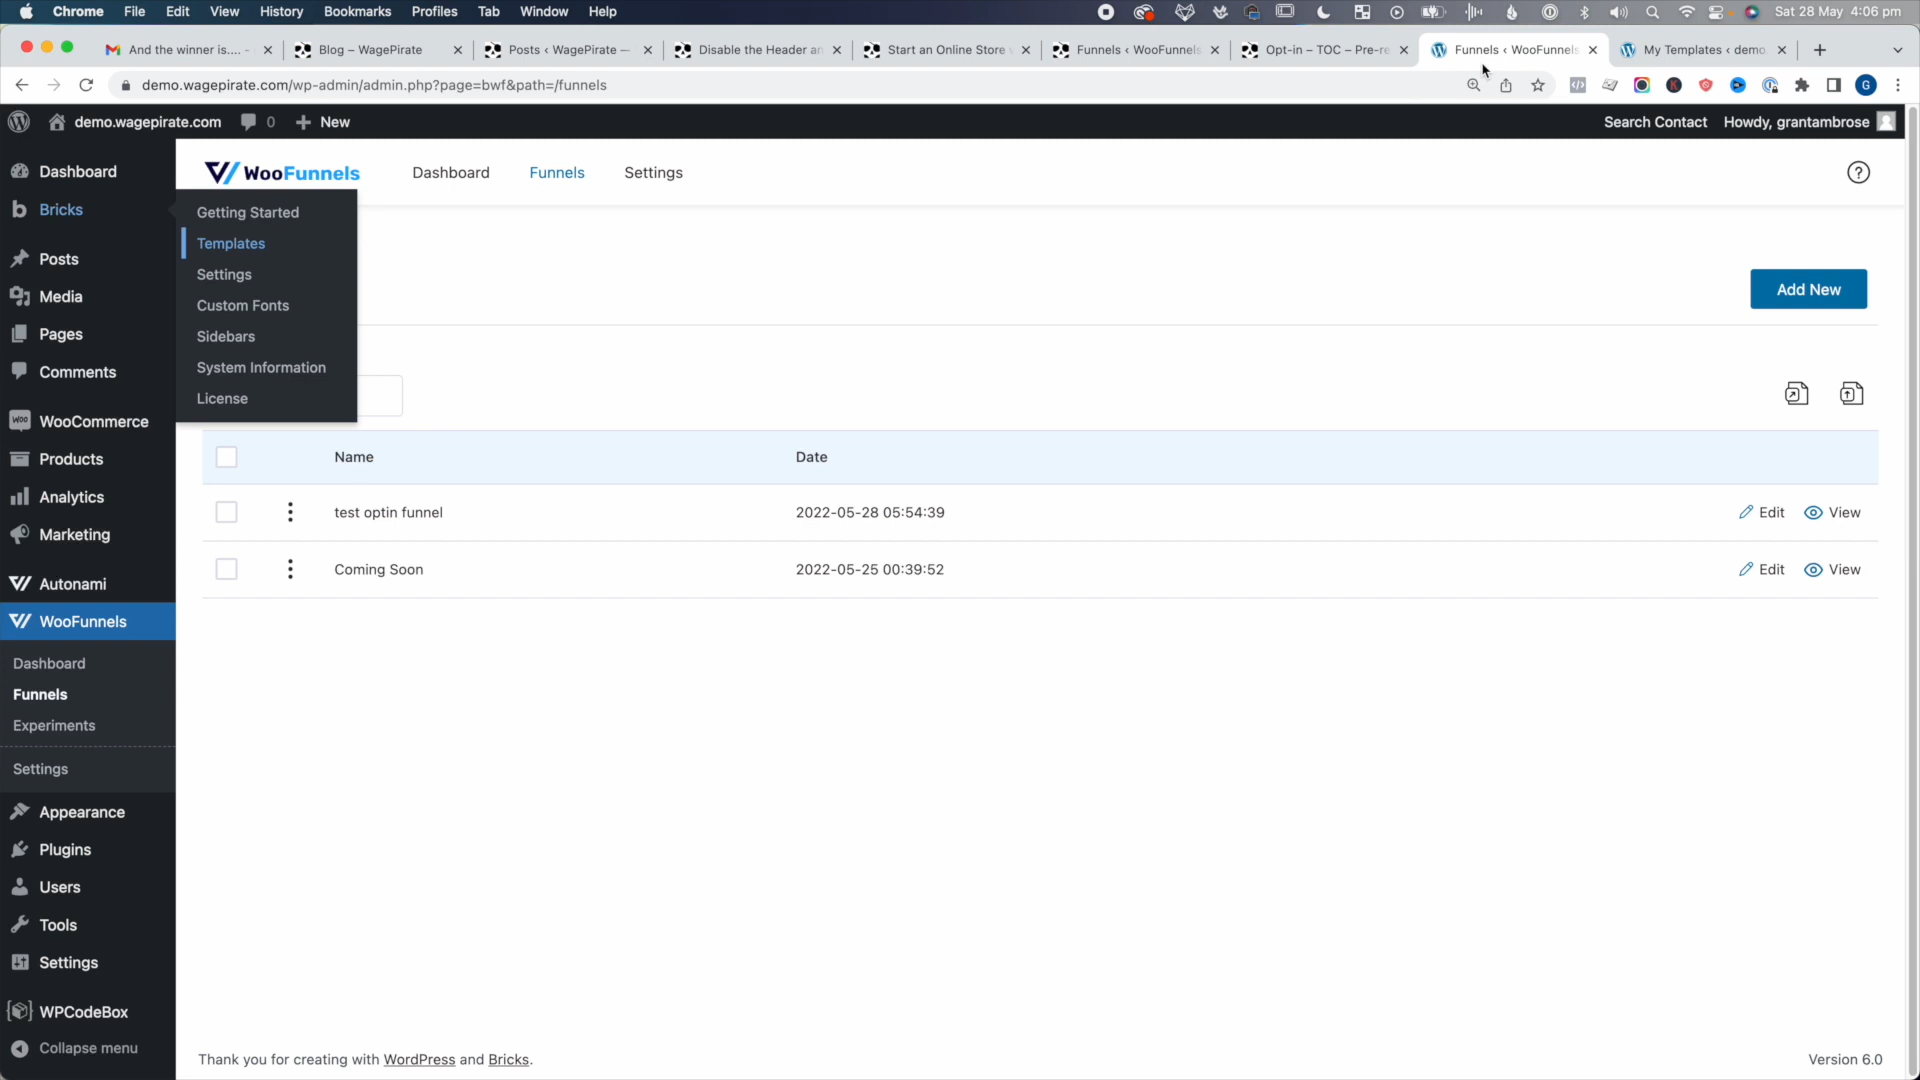 Chrome File Edit View History Bookmarks Profiles Tab Window Help Sat 28 May 4:06 pm
And the winner is.... - Blog – WagePirate Posts ‹ WagePirate — Disable the Header an Start an Online Store Funnels ‹ WooFunnels Opt-in – TOC – Pre-re Funnels ‹ WooFunnels My Templates ‹ demo.
demo.wagepirate.com/wp-admin/admin.php?page=bwf&path=/funnels
G
demo.wagepirate.com 0 New Search Contact Howdy, grantambrose
Dashboard
Bricks
Posts
Media
Pages
Comments
WooCommerce
Products
Analytics
Marketing
Autonami
WooFunnels
Dashboard
Funnels
Experiments
Settings
Appearance
Plugins
Users
Tools
Settings
WPCodeBox
Collapse menu
Getting Started
Templates
Settings
Custom Fonts
Sidebars
System Information
License
WooFunnels Dashboard Funnels Settings
Add New
Name Date
test optin funnel 2022-05-28 05:54:39 Edit View
Coming Soon 2022-05-25 00:39:52 Edit View
Thank you for creating with WordPress and Bricks. Version 6.0